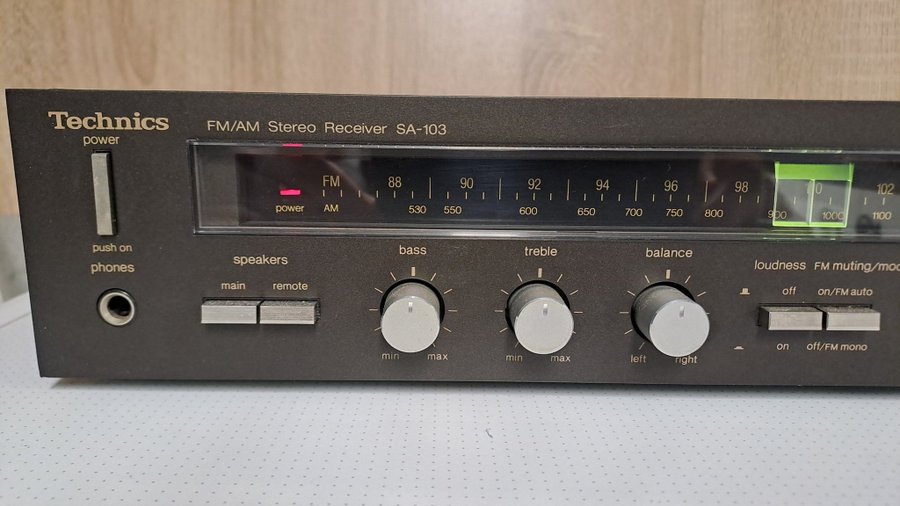 Technics
FM/AM Stereo Receiver SA-103
power
push on
phones
power
FM 88 90 92 94 96 98 102
AM 530 550 600 650 700 750 800 900 1000 1100
speakers
main remote
bass
min max
treble
min max
balance
left right
loudness FM muting/
off on/FM auto
on off/FM mono